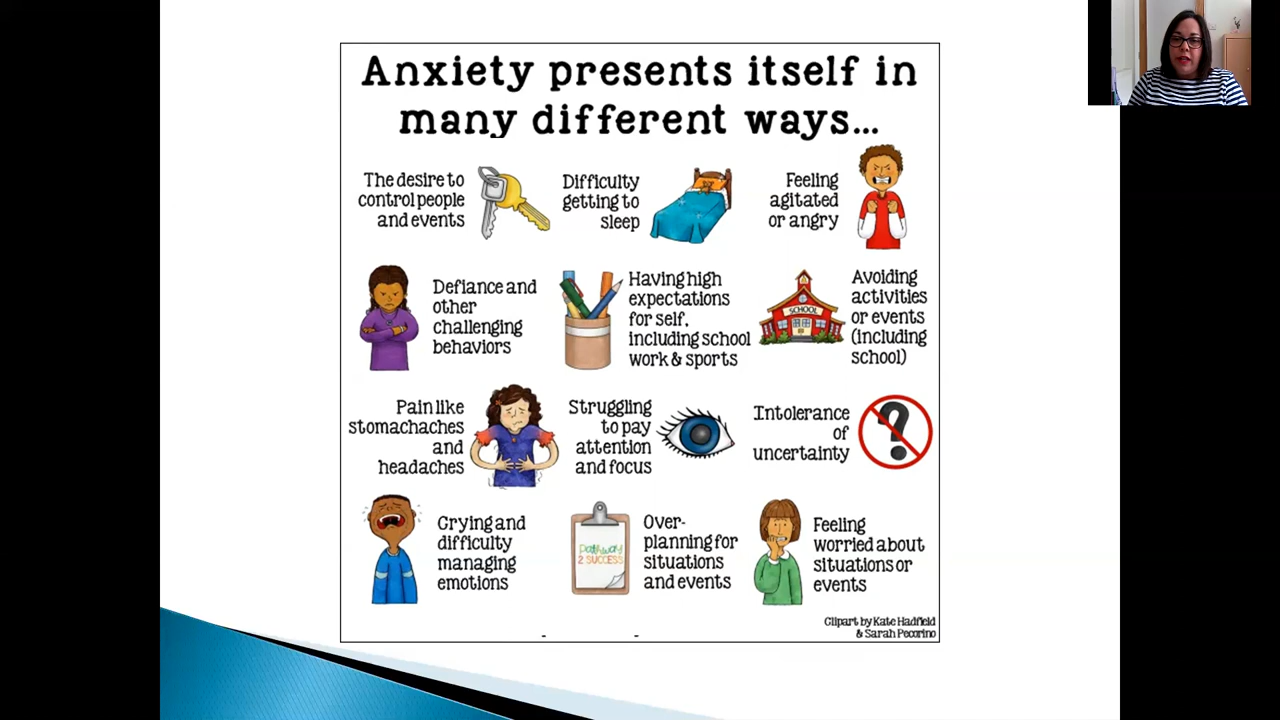 Anxiety presents itself in
many different ways...
The desire to
control people
and events
Difficulty
getting to
sleep
Feeling
agitated
or angry
Defiance and
other
challenging
behaviors
Having high
expectations
for self,
including school
work & sports
SCHOOL
Avoiding
activities
or events
(including
school)
Pain like
stomachaches
and
headaches
Struggling
to pay
attention
and focus
Intolerance
of
uncertainty
?
Crying and
difficulty
managing
emotions
pathway
2 SUCCESS
Over-
planning for
situations
and events
Feeling
worried about
situations or
events
Clipart by Kate Hadfield
& Sarah Pecorino